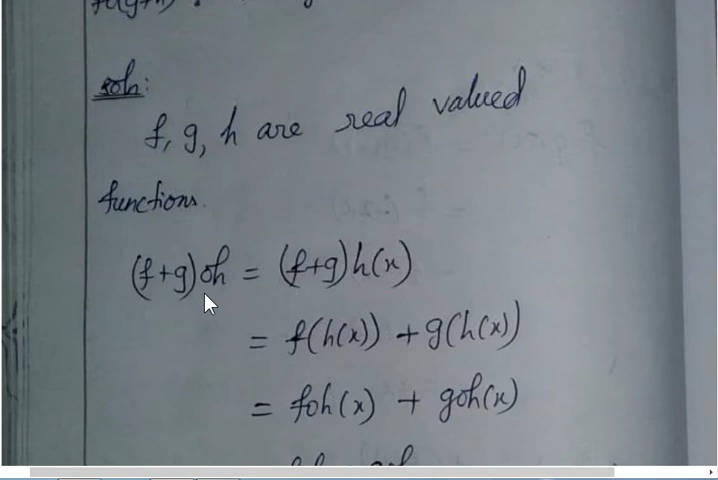 soln:
f, g, h are real valued
functions.
(f+g)oh = (f+g)h(x)
= f(h(x)) + g(h(x))
= foh(x) + goh(x)